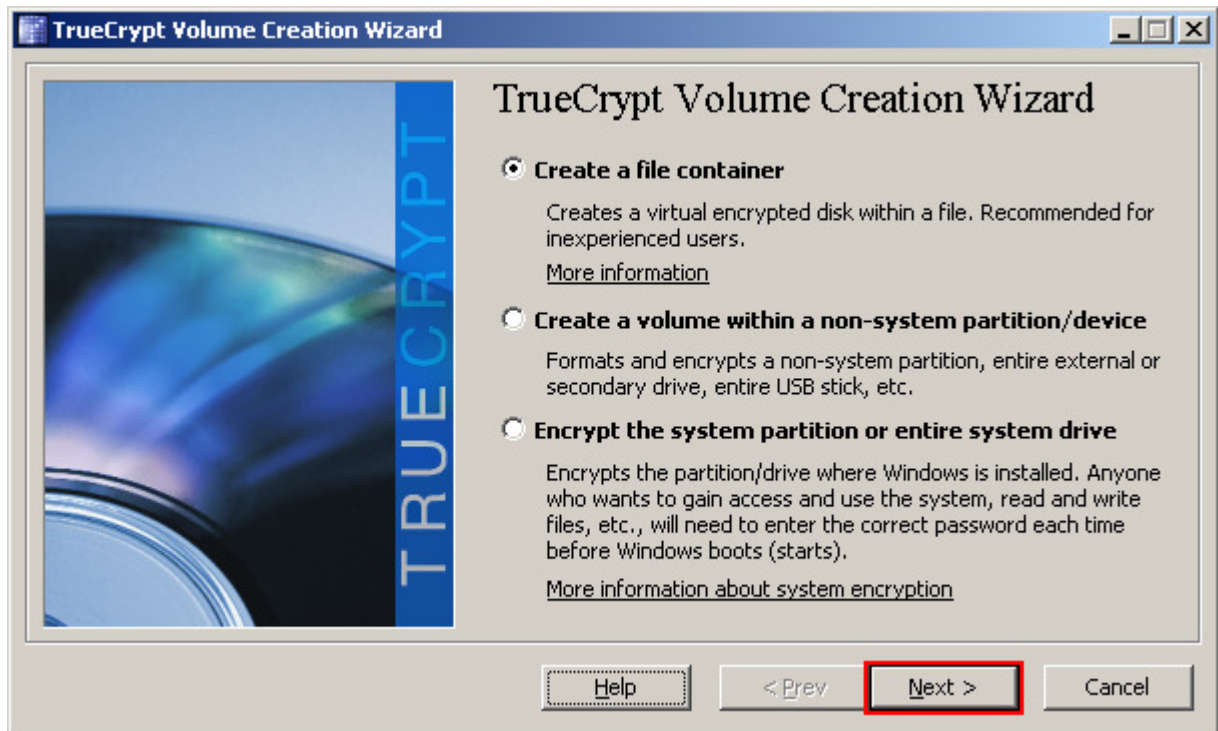 TrueCrypt Volume Creation Wizard
TRUECRYPT
TrueCrypt Volume Creation Wizard
Create a file container
Creates a virtual encrypted disk within a file. Recommended for
inexperienced users.
More information
Create a volume within a non-system partition/device
Formats and encrypts a non-system partition, entire external or
secondary drive, entire USB stick, etc.
Encrypt the system partition or entire system drive
Encrypts the partition/drive where Windows is installed. Anyone
who wants to gain access and use the system, read and write
files, etc., will need to enter the correct password each time
before Windows boots (starts).
More information about system encryption
Help
< Prev
Next >
Cancel